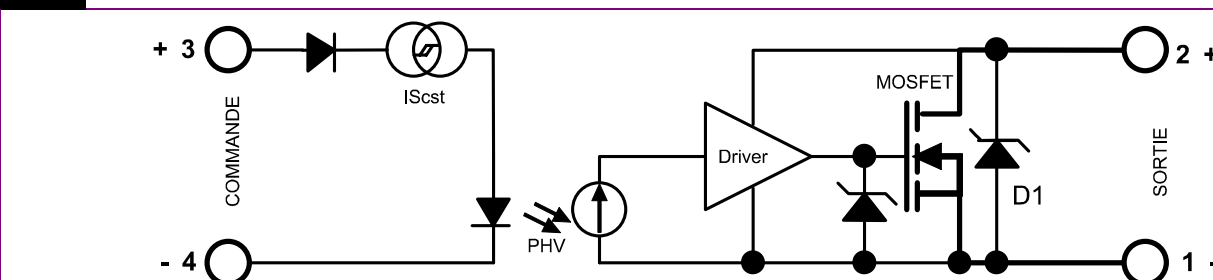 + 3
2 +
MOSFET
IScst
COMMANDE
Driver
SORTIE
D1
PHV
- 4
1 -